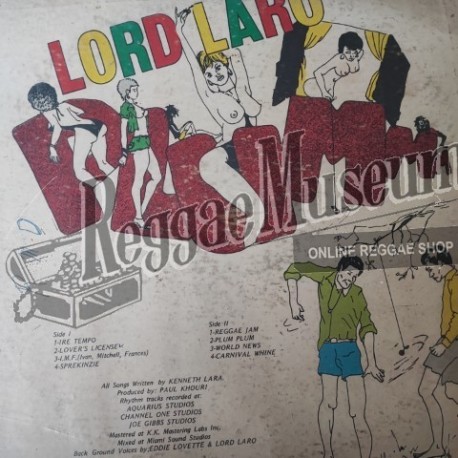 LORD LARO
Reggae Museum
ONLINE REGGAE SHOP
Side I
1-IRE TEMPO
2-LOVER'S LICENSE
3-I.M.F.(Ivan, Mitchell, Frances)
4-SPREKINZIE
Side II
1-REGGAE JAM
2-PLUM PLUM
3-WORLD NEWS
4-CARNIVAL WHINE
All Songs Written by KENNETH LARA
Produced by: PAUL KHOURI
Rhythm tracks recorded at:
AQUARIUS STUDIOS
CHANNEL ONE STUDIOS
JOE GIBBS STUDIOS
Mastered at K.K. Mastering Labs Inc,
Mixed at Miami Sound Studios
Back Ground Voices by EDDIE LOVETTE & LORD LARO